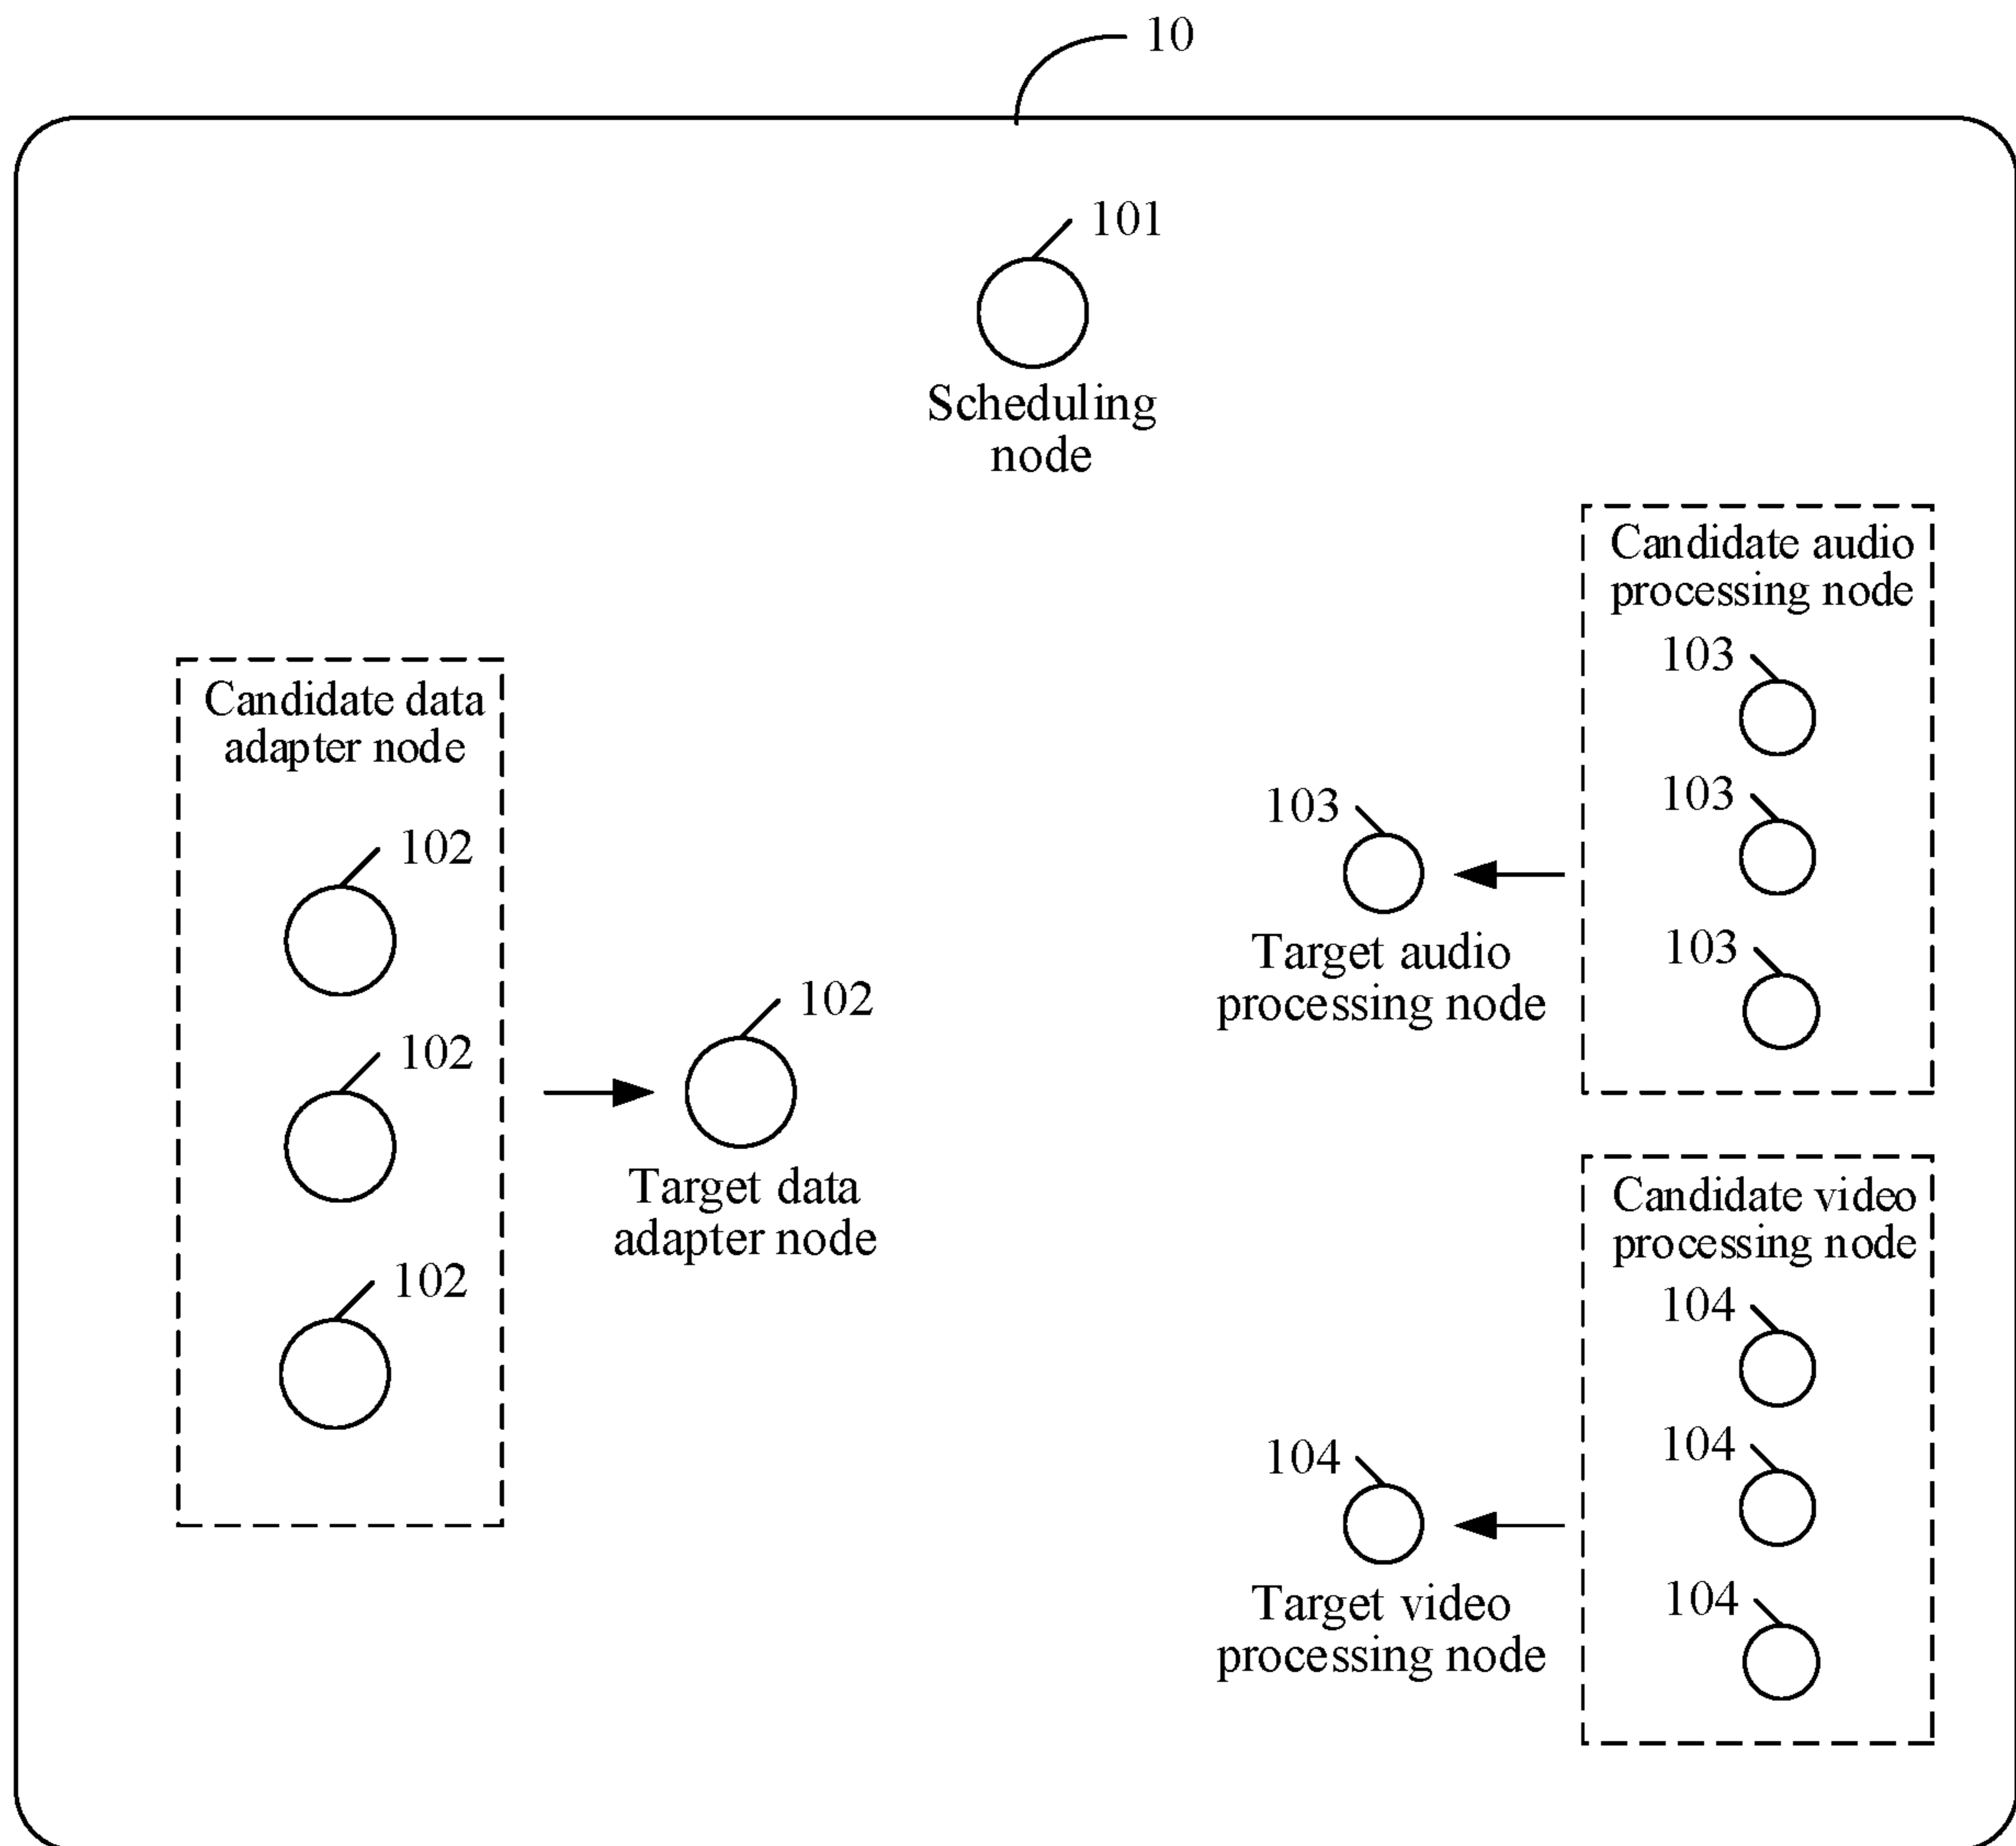 10
101
Scheduling
node
Candidate data
adapter node
102
102
102
102
Target data
adapter node
Candidate audio
processing node
103
103
103
103
Target audio
processing node
Candidate video
processing node
104
104
104
104
Target video
processing node